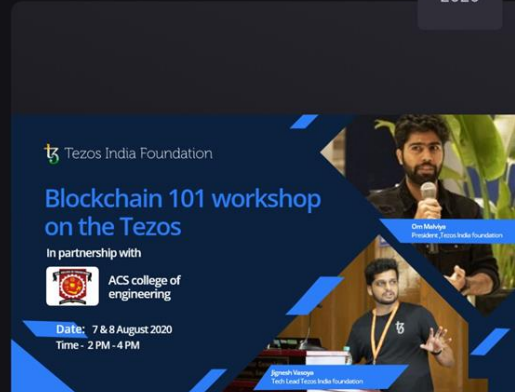 Tezos India Foundation
Blockchain 101 workshop
on the Tezos
In partnership with
ACS college of
engineering
Date: 7 & 8 August 2020
Time - 2 PM - 4 PM
Om Malviya
President ,Tezos India foundation
Jignesh Vasoya
Tech Lead Tezos India foundation